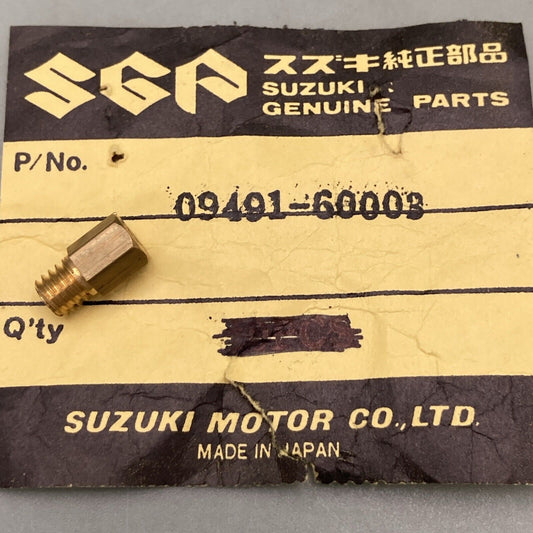 SGP スズキ純正部品
SUZUKI
GENUINE PARTS
P/No.
09491-60003
Q'ty
SUZUKI MOTOR CO.,LTD.
MADE IN JAPAN